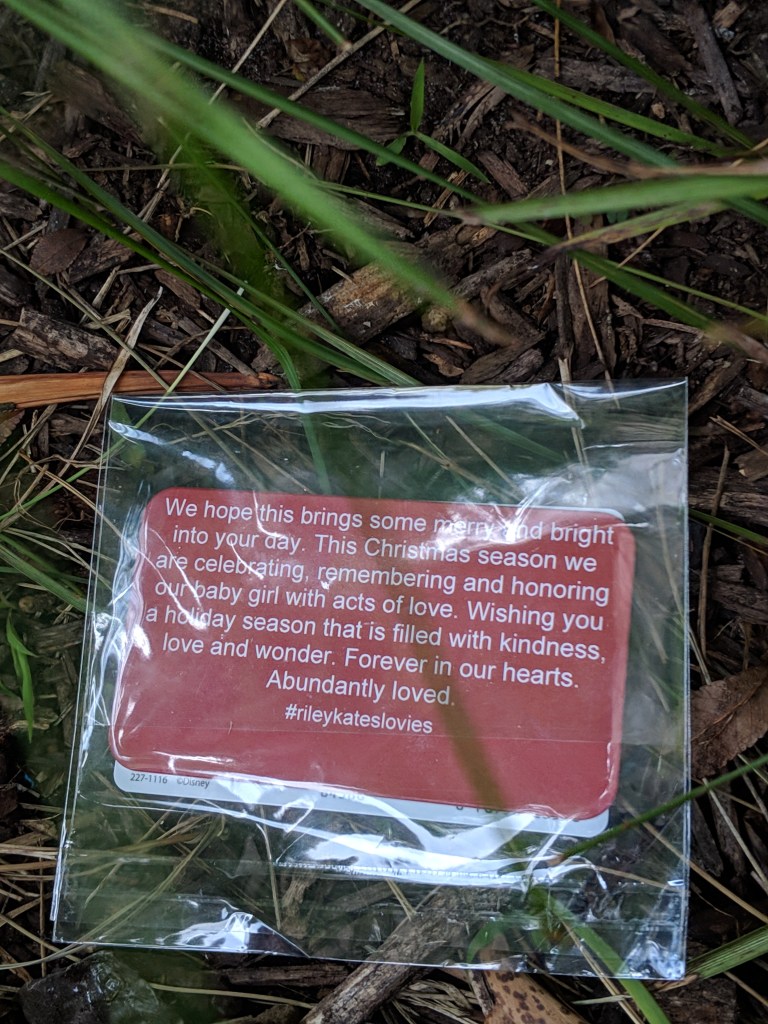 We hope this brings some merry and bright
into your day. This Christmas season we
are celebrating, remembering and honoring
our baby girl with acts of love. Wishing you
a holiday season that is filled with kindness,
love and wonder. Forever in our hearts.
Abundantly loved.
#rileykateslovies
227-1116 ©Disney